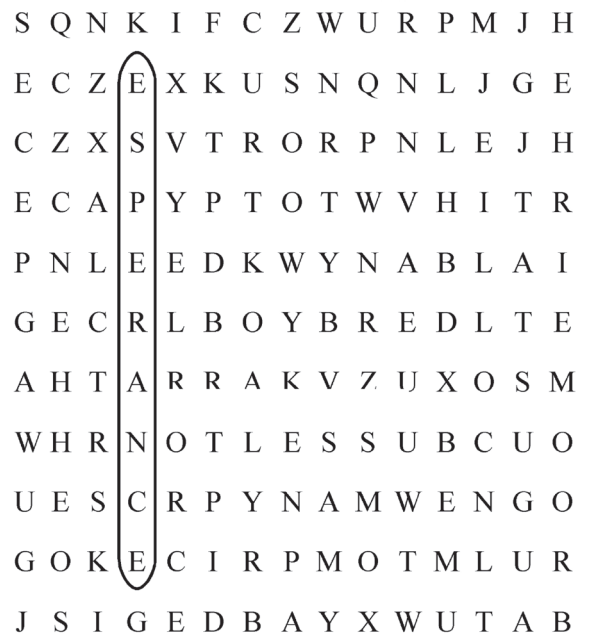 S Q N K I F C Z W U R P M J H
E C Z E X K U S N Q N L J G E
C Z X S V T R O R P N L E J H
E C A P Y P T O T W V H I T R
P N L E E D K W Y N A B L A I
G E C R L B O Y B R E D L T E
A H T A R R A K V Z U X O S M
W H R N O T L E S S U B C U O
U E S C R P Y N A M W E N G O
G O K E C I R P M O T M L U R
J S I G E D B A Y X W U T A B